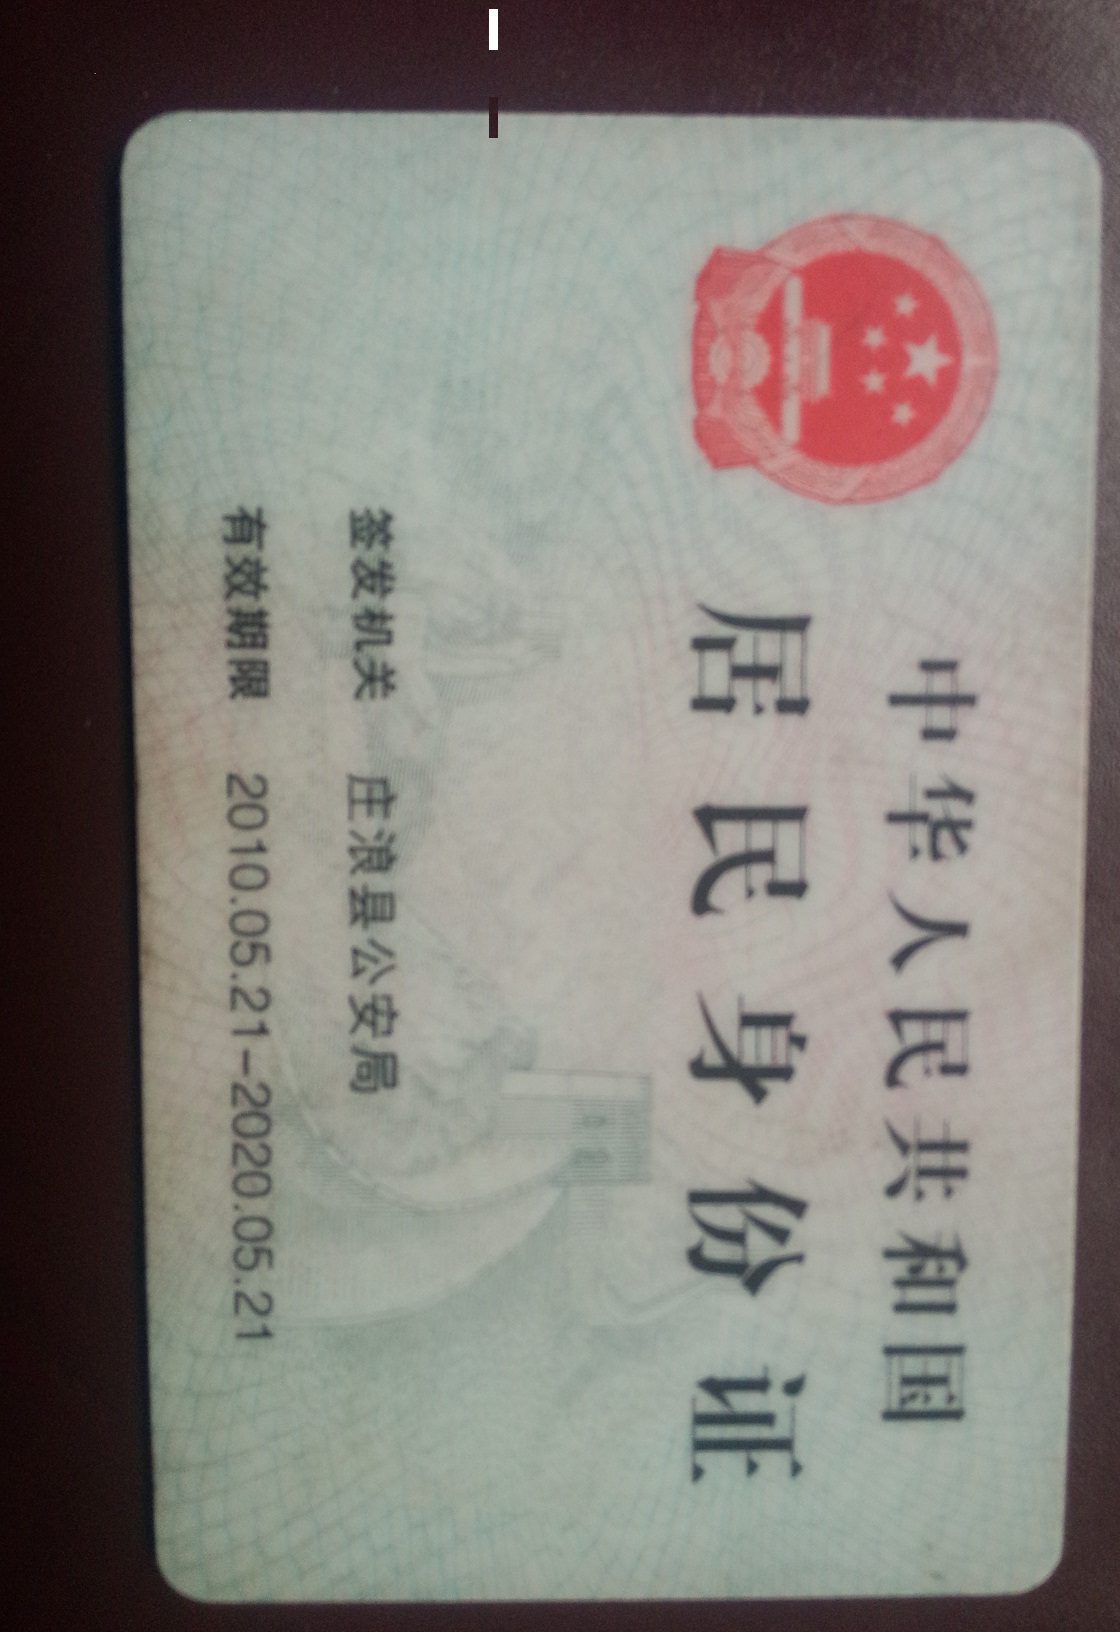 中华人民共和国
居民身份证
签发机关 庄浪县公安局
有效期限 2010.05.21-2020.05.21